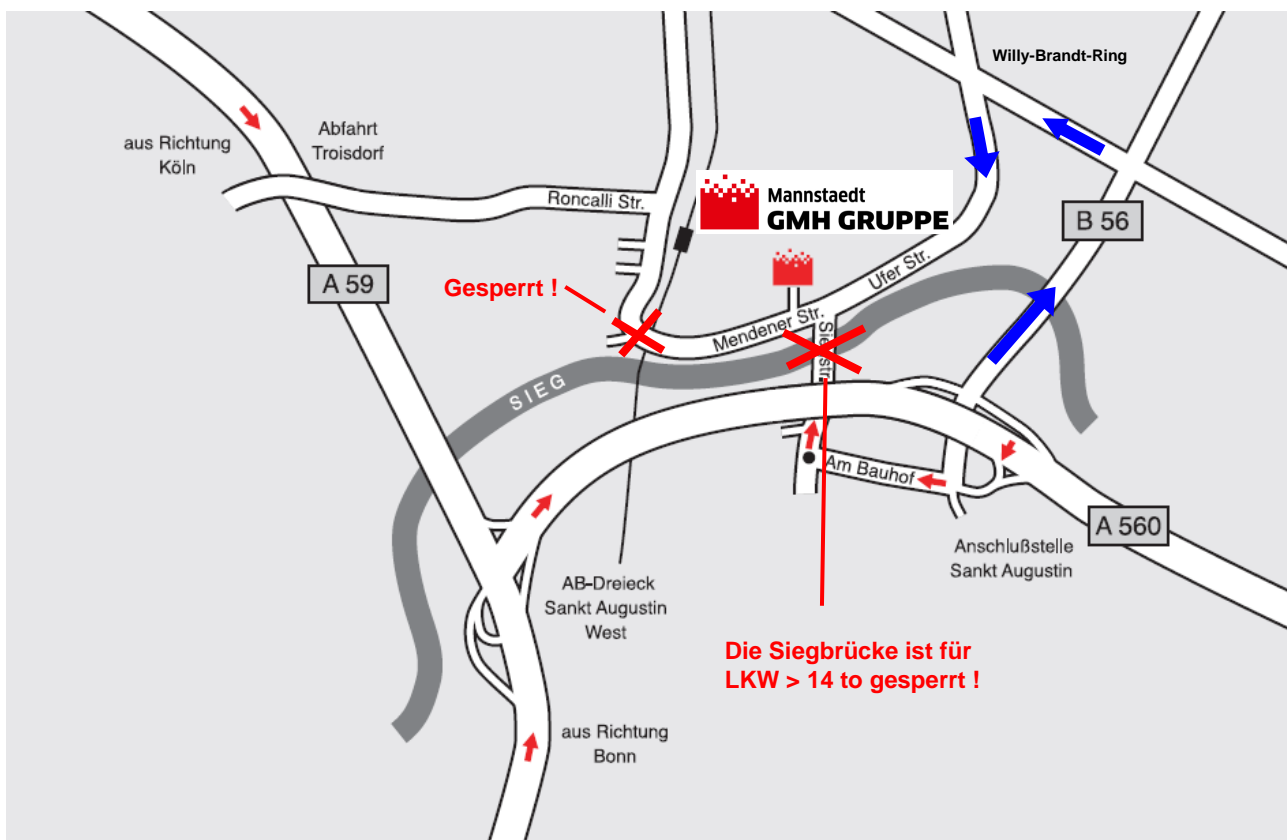 Willy-Brandt-Ring
aus Richtung
Köln
Abfahrt
Troisdorf
Roncalli Str.
Mannstaedt
GMH GRUPPE
B 56
A 59
Gesperrt !
Ufer Str.
Mendener Str.
SIEG
Am Bauhof
A 560
Anschlußstelle
Sankt Augustin
AB-Dreieck
Sankt Augustin
West
Die Siegbrücke ist für
LKW > 14 to gesperrt !
aus Richtung
Bonn